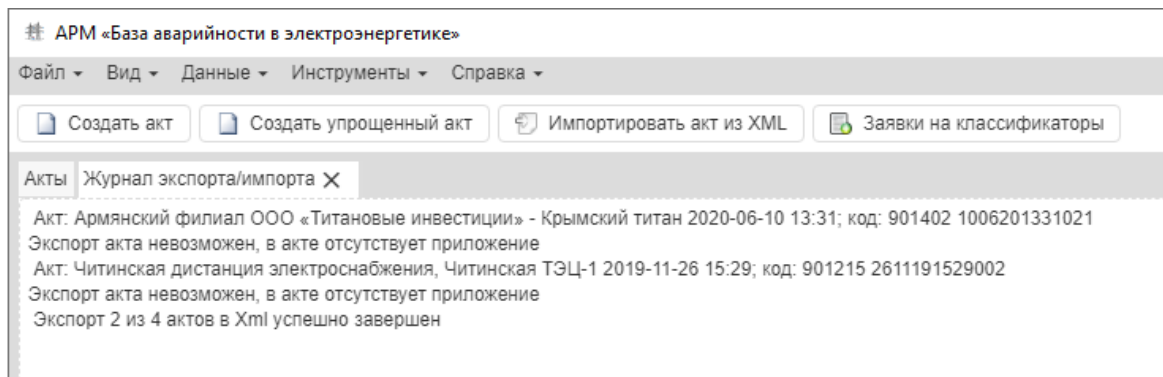 АРМ «База аварийности в электроэнергетике»
Файл Вид Данные Инструменты Справка
Создать акт Создать упрощенный акт Импортировать акт из XML Заявки на классификаторы
Акты Журнал экспорта/импорта
Акт: Армянский филиал ООО «Титановые инвестиции» - Крымский титан 2020-06-10 13:31; код: 901402 1006201331021
Экспорт акта невозможен, в акте отсутствует приложение
Акт: Читинская дистанция электроснабжения, Читинская ТЭЦ-1 2019-11-26 15:29; код: 901215 2611191529002
Экспорт акта невозможен, в акте отсутствует приложение
Экспорт 2 из 4 актов в Xml успешно завершен